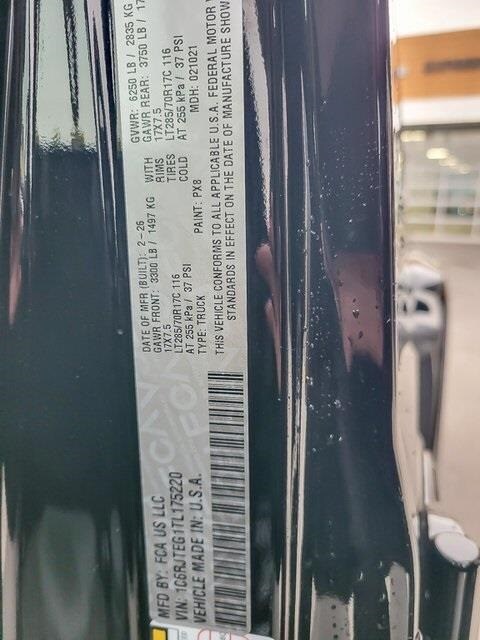 MFD BY: FCA US LLC
DATE OF MFR (BUILT): 2-26
GVWR: 6250 LB / 2835 KG
GAWR FRONT: 3300 LB / 1497 KG WITH
GAWR REAR: 3750 LB / 17
17X7.5 RIMS 17X7.5
LT285/70R17C 116 TIRES LT285/70R17C 116
AT 255 kPa / 37 PSI COLD AT 255 kPa / 37 PSI
VIN: 1C6RJTEG1TL175220
TYPE: TRUCK PAINT: PX8 MDH: 021021
VEHICLE MADE IN: U.S.A.
THIS VEHICLE CONFORMS TO ALL APPLICABLE U.S.A. FEDERAL MOTOR
STANDARDS IN EFFECT ON THE DATE OF MANUFACTURE SHOW